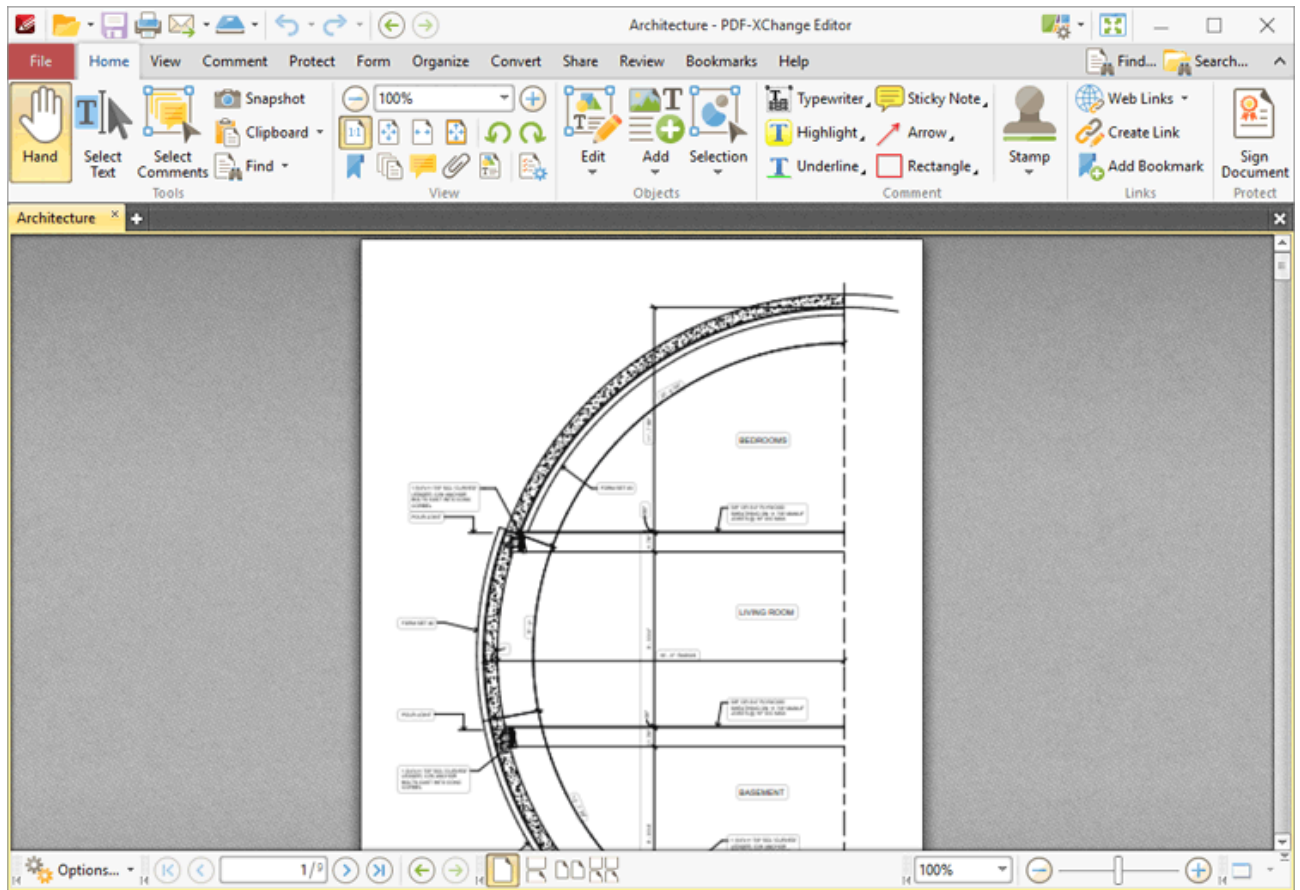 Architecture - PDF-XChange Editor
File Home View Comment Protect Form Organize Convert Share Review Bookmarks Help Find... Search...
Hand
Select Text
Select Comments
Snapshot
Clipboard
Find
Tools
100%
1:1
View
Edit
Add
Selection
Objects
Typewriter
Highlight
Underline
Sticky Note
Arrow
Rectangle
Stamp
Comment
Web Links
Create Link
Add Bookmark
Links
Sign Document
Protect
Architecture
BEDROOMS
LIVING ROOM
BASEMENT
Options... 1/9 100%